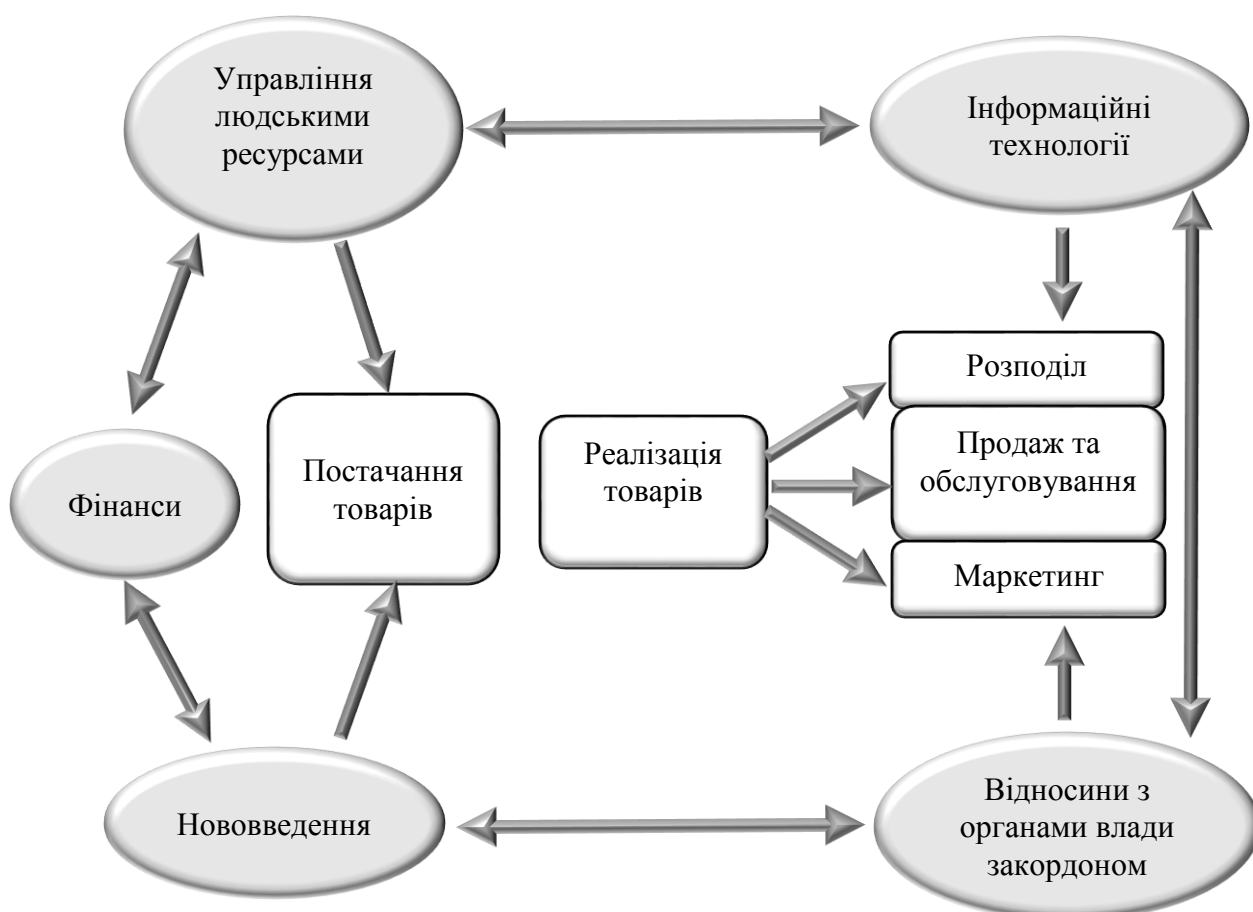 Управління
людськими
ресурсами
Інформаційні
технології
Розподіл
Постачання
товарів
Реалізація
товарів
Продаж та
обслуговування
Фінанси
Маркетинг
Нововведення
Відносини з
органами влади
закордоном